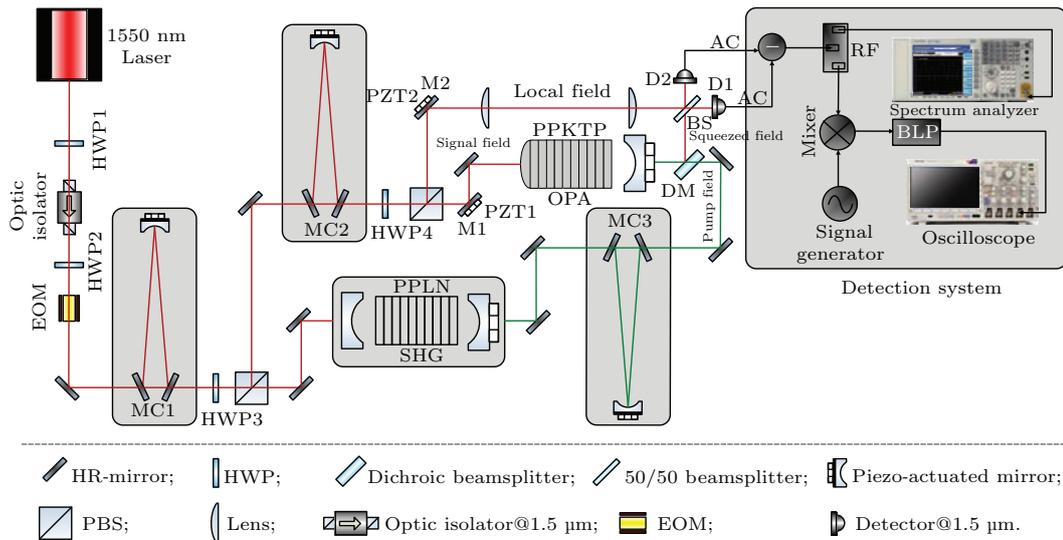 1550 nm
Laser
HWP1
Optic
isolator
HWP2
EOM
MC1
HWP3
MC2
HWP4
PZT2
M2
Signal field
PZT1
M1
Local field
PPKTP
OPA
PPLN
SHG
MC3
D2
D1
BS
Squeezed field
DM
Pump field
AC
AC
−
RF
Spectrum analyzer
Mixer
BLP
Signal
generator
Oscilloscope
Detection system
HR-mirror;
HWP;
Dichroic beamsplitter;
50/50 beamsplitter;
Piezo-actuated mirror;
PBS;
Lens;
Optic isolator@1.5 μm;
EOM;
Detector@1.5 μm.